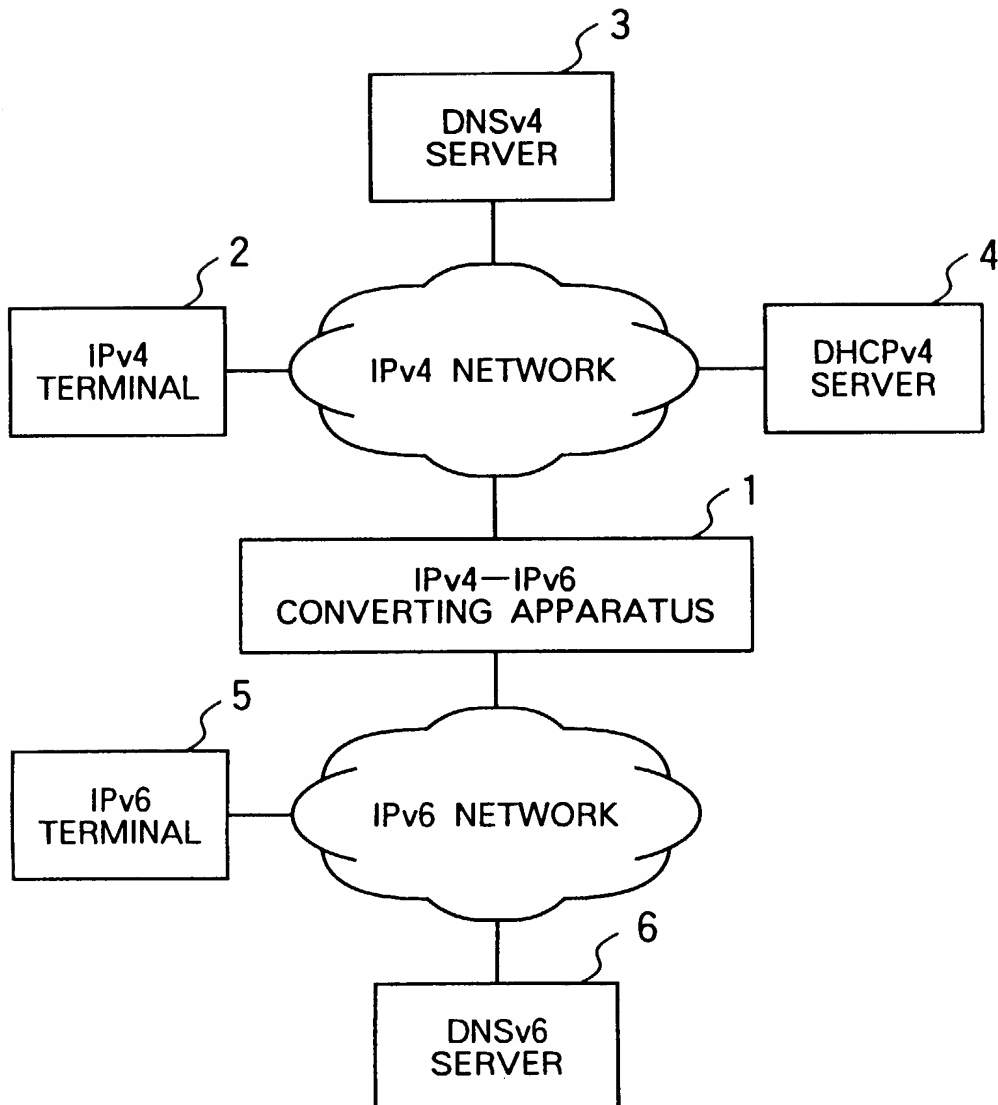 3
DNSv4
SERVER
2
4
IPv4
TERMINAL
IPv4 NETWORK
DHCPv4
SERVER
1
IPv4—IPv6
CONVERTING APPARATUS
5
IPv6
TERMINAL
IPv6 NETWORK
6
DNSv6
SERVER